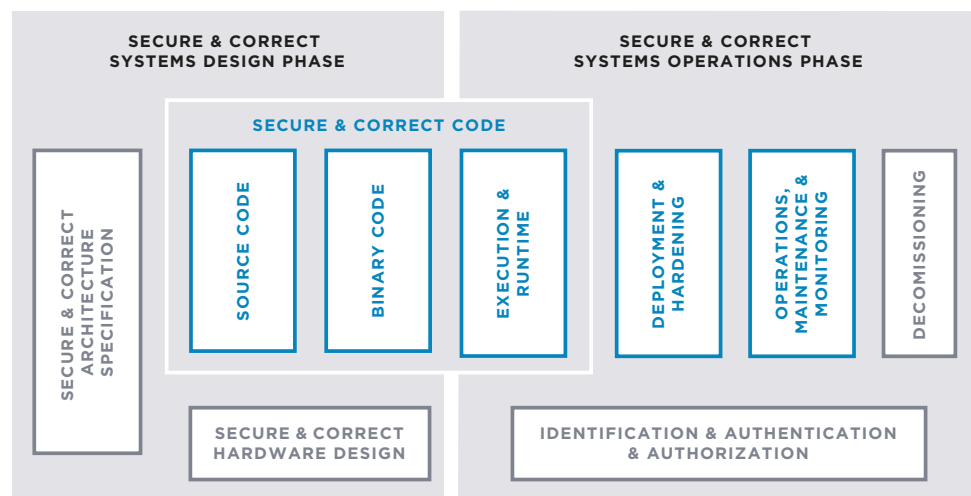 SECURE & CORRECT
SYSTEMS DESIGN PHASE
SECURE & CORRECT
SYSTEMS OPERATIONS PHASE
SECURE & CORRECT CODE
SECURE & CORRECT
ARCHITECTURE
SPECIFICATION
SOURCE CODE
BINARY CODE
EXECUTION &
RUNTIME
DEPLOYMENT &
HARDENING
OPERATIONS,
MAINTENANCE &
MONITORING
DECOMISSIONING
SECURE & CORRECT
HARDWARE DESIGN
IDENTIFICATION & AUTHENTICATION
& AUTHORIZATION